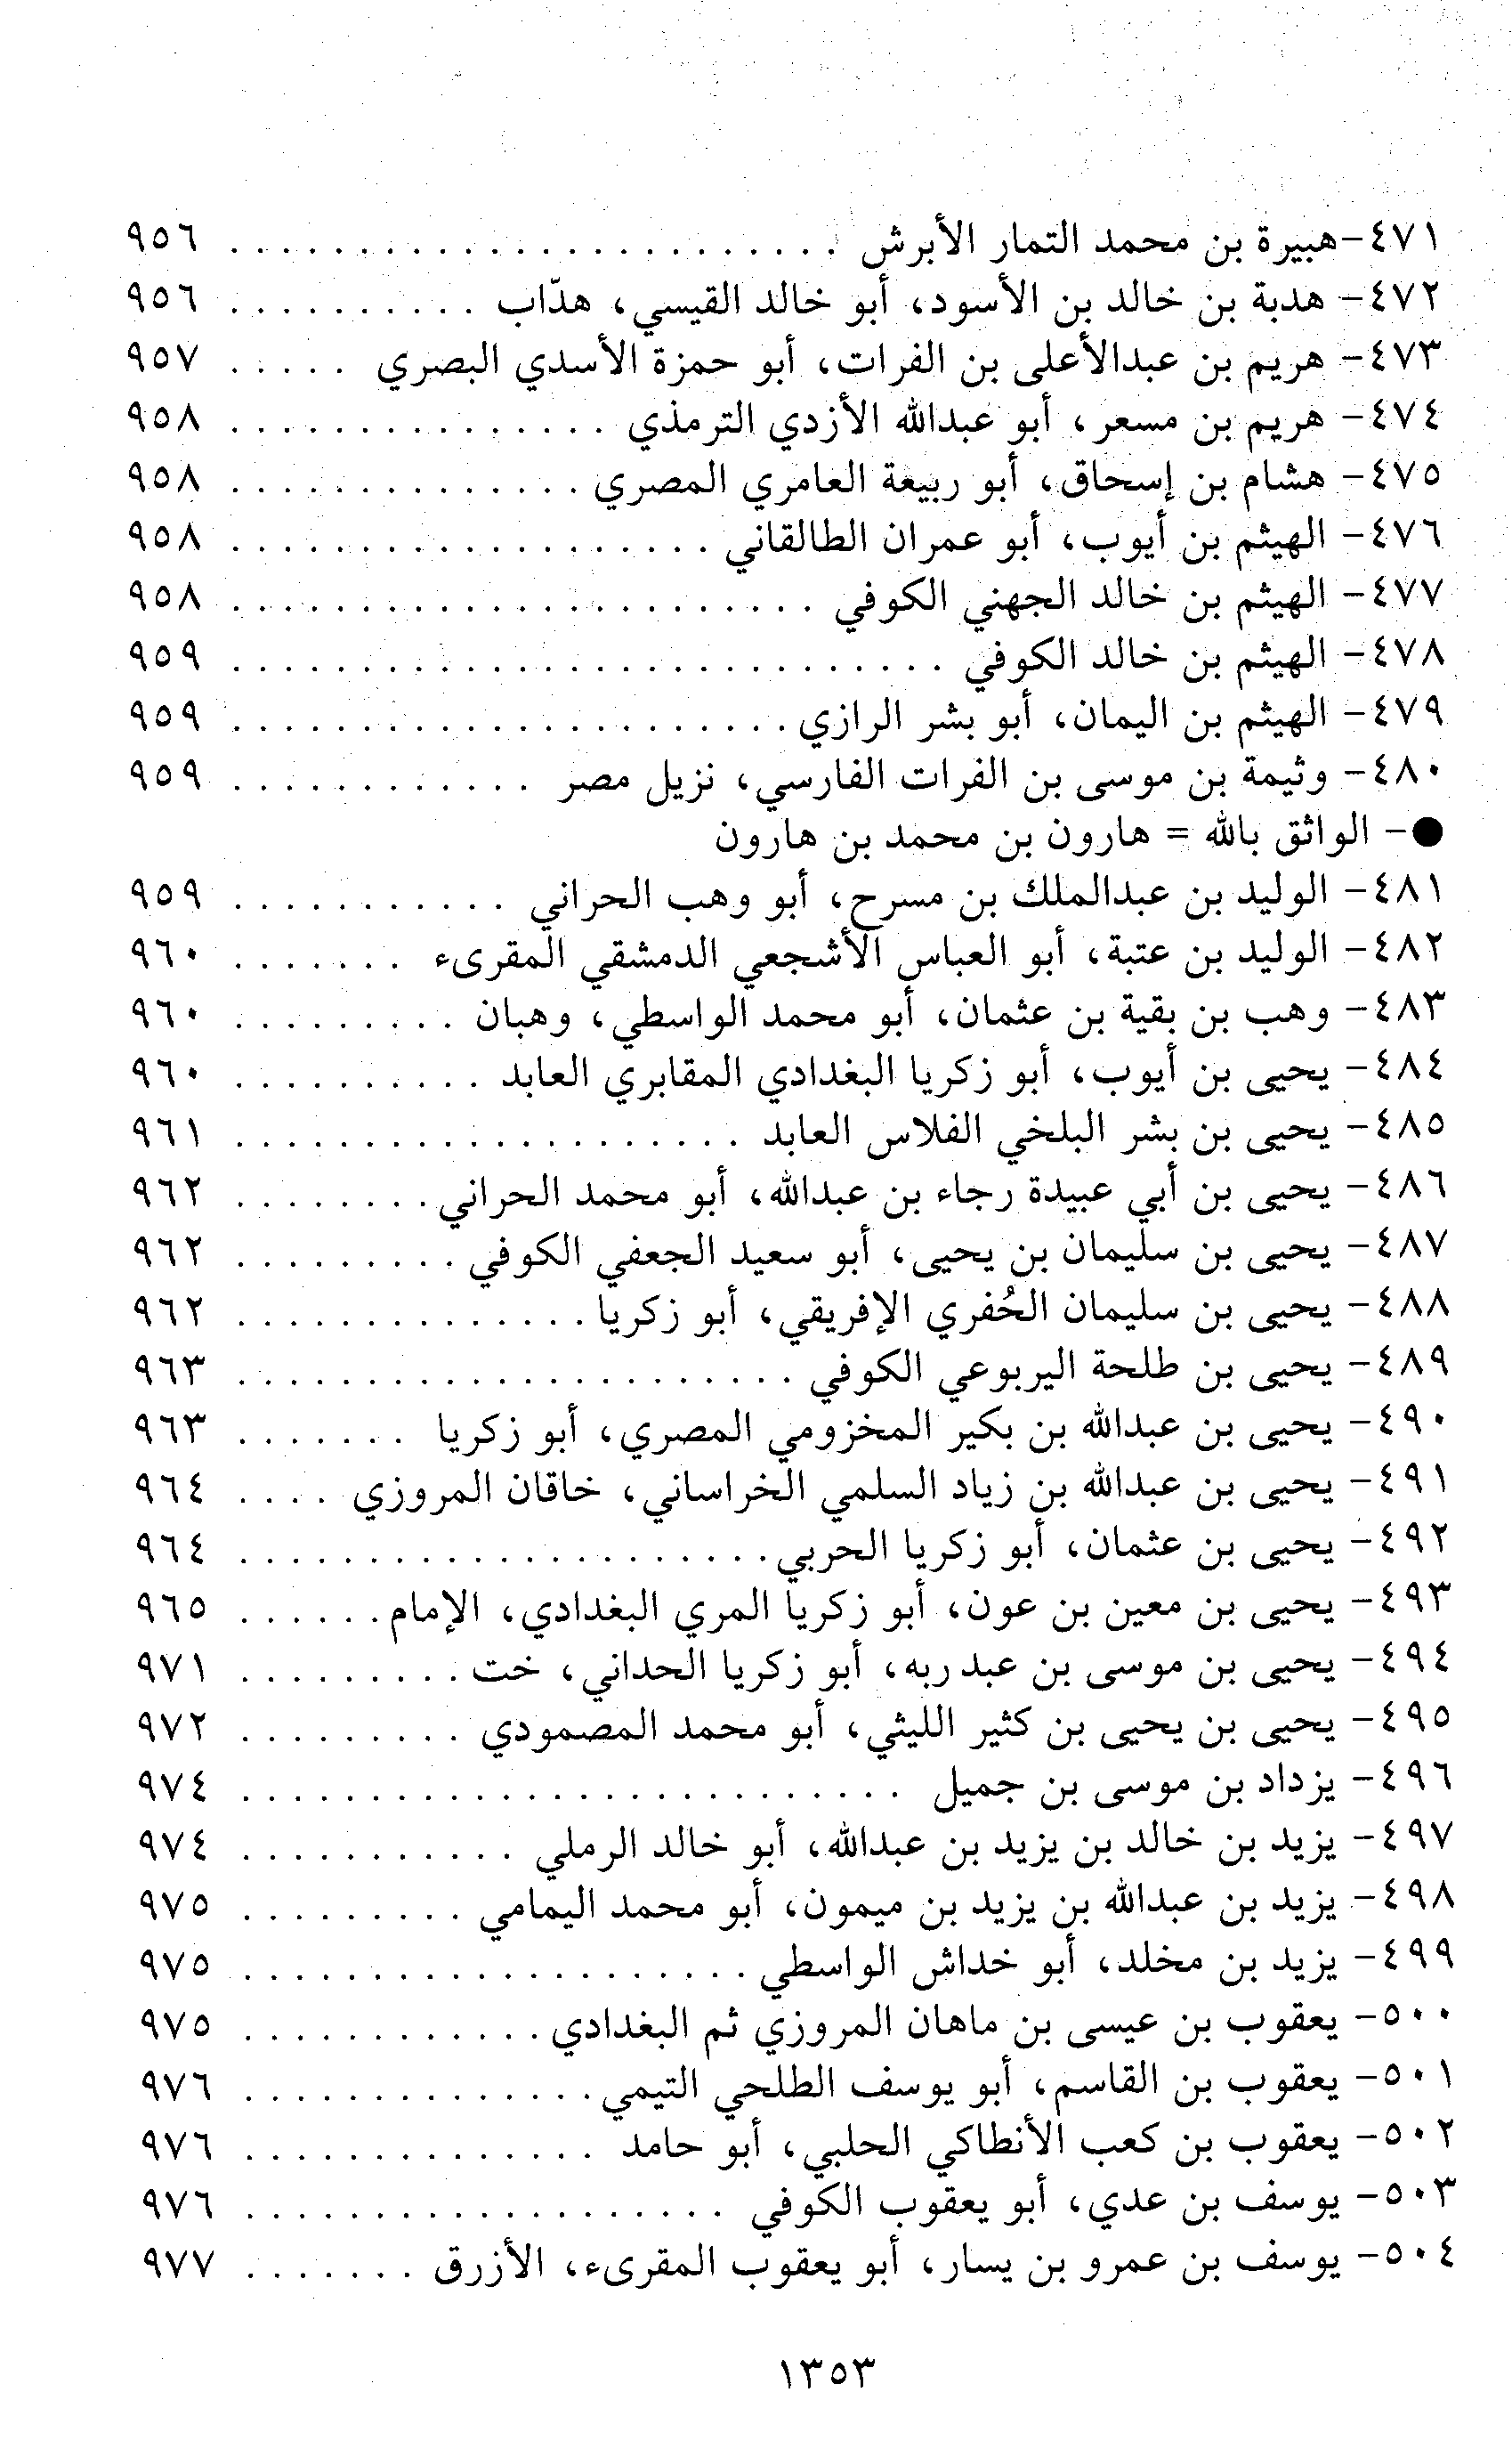 ٤٧١- هبيرة بن محمد التمار الأبرش . . . . . . . . . . . . . . . . . . . . . . . . ٩٥٦
٤٧٢- هدبة بن خالد بن الأسود، أبو خالد القيسي، هدّاب . . . . . . . . . . ٩٥٦
٤٧٣- هريم بن عبدالأعلى بن الفرات، أبو حمزة الأسدي البصري . . . . . ٩٥٧
٤٧٤- هريم بن مسعر، أبو عبدالله الأزدي الترمذي . . . . . . . . . . . . . . . ٩٥٨
٤٧٥- هشام بن إسحاق، أبو ربيعة العامري المصري . . . . . . . . . . . . . . ٩٥٨
٤٧٦- الهيثم بن أيوب، أبو عمران الطالقاني . . . . . . . . . . . . . . . . . . . ٩٥٨
٤٧٧- الهيثم بن خالد الجهني الكوفي . . . . . . . . . . . . . . . . . . . . . . . ٩٥٨
٤٧٨- الهيثم بن خالد الكوفي . . . . . . . . . . . . . . . . . . . . . . . . . . . . ٩٥٩
٤٧٩- الهيثم بن اليمان، أبو بشر الرازي . . . . . . . . . . . . . . . . . . . . . . ٩٥٩
٤٨٠- وثيمة بن موسى بن الفرات الفارسي، نزيل مصر . . . . . . . . . . . . ٩٥٩
●- الواثق بالله = هارون بن محمد بن هارون
٤٨١- الوليد بن عبدالملك بن مسرح، أبو وهب الحراني . . . . . . . . . . . ٩٥٩
٤٨٢- الوليد بن عتبة، أبو العباس الأشجعي الدمشقي المقرىء . . . . . . . ٩٦٠
٤٨٣- وهب بن بقية بن عثمان، أبو محمد الواسطي، وهبان . . . . . . . . . ٩٦٠
٤٨٤- يحيى بن أيوب، أبو زكريا البغدادي المقابري العابد . . . . . . . . . . ٩٦٠
٤٨٥- يحيى بن بشر البلخي الفلاس العابد . . . . . . . . . . . . . . . . . . . . ٩٦١
٤٨٦- يحيى بن أبي عبيدة رجاء بن عبدالله، أبو محمد الحراني . . . . . . . . ٩٦٢
٤٨٧- يحيى بن سليمان بن يحيى، أبو سعيد الجعفي الكوفي . . . . . . . . . ٩٦٢
٤٨٨- يحيى بن سليمان الحُفري الإفريقي، أبو زكريا . . . . . . . . . . . . . . ٩٦٢
٤٨٩- يحيى بن طلحة اليربوعي الكوفي . . . . . . . . . . . . . . . . . . . . . . ٩٦٣
٤٩٠- يحيى بن عبدالله بن بكير المخزومي المصري، أبو زكريا . . . . . . . ٩٦٣
٤٩١- يحيى بن عبدالله بن زياد السلمي الخراساني، خاقان المروزي . . . . ٩٦٤
٤٩٢- يحيى بن عثمان، أبو زكريا الحربي . . . . . . . . . . . . . . . . . . . . . ٩٦٤
٤٩٣- يحيى بن معين بن عون، أبو زكريا المري البغدادي، الإمام . . . . . . ٩٦٥
٤٩٤- يحيى بن موسى بن عبد ربه، أبو زكريا الحداني، خت . . . . . . . . . ٩٧١
٤٩٥- يحيى بن يحيى بن كثير الليثي، أبو محمد المصمودي . . . . . . . . . ٩٧٢
٤٩٦- يزداد بن موسى بن جميل . . . . . . . . . . . . . . . . . . . . . . . . . . ٩٧٤
٤٩٧- يزيد بن خالد بن يزيد بن عبدالله، أبو خالد الرملي . . . . . . . . . . . ٩٧٤
٤٩٨- يزيد بن عبدالله بن يزيد بن ميمون، أبو محمد اليمامي . . . . . . . . . ٩٧٥
٤٩٩- يزيد بن مخلد، أبو خداش الواسطي . . . . . . . . . . . . . . . . . . . . ٩٧٥
٥٠٠- يعقوب بن عيسى بن ماهان المروزي ثم البغدادي . . . . . . . . . . . . ٩٧٥
٥٠١- يعقوب بن القاسم، أبو يوسف الطلحي التيمي . . . . . . . . . . . . . . ٩٧٦
٥٠٢- يعقوب بن كعب الأنطاكي الحلبي، أبو حامد . . . . . . . . . . . . . . ٩٧٦
٥٠٣- يوسف بن عدي، أبو يعقوب الكوفي . . . . . . . . . . . . . . . . . . . ٩٧٦
٥٠٤- يوسف بن عمرو بن يسار، أبو يعقوب المقرىء، الأزرق . . . . . . . ٩٧٧
١٣٥٣